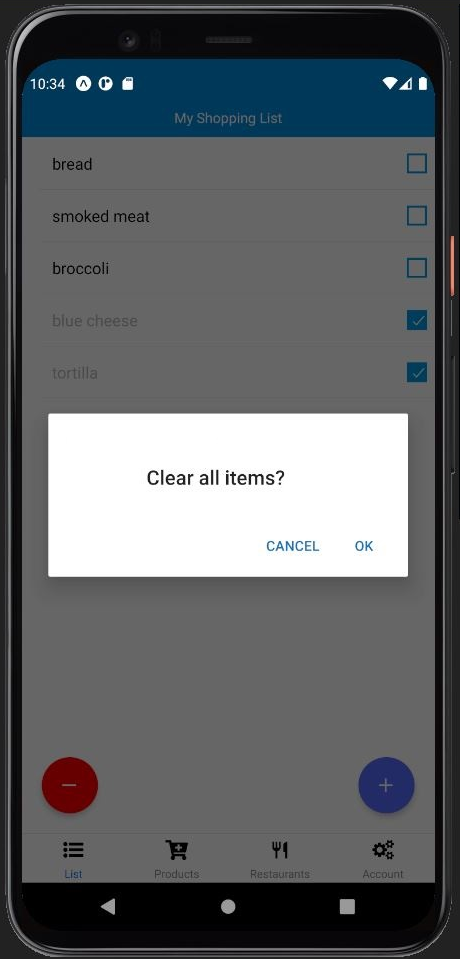 10:34
My Shopping List
bread
smoked meat
broccoli
blue cheese
tortilla
Clear all items?
CANCEL OK
List Products Restaurants Account